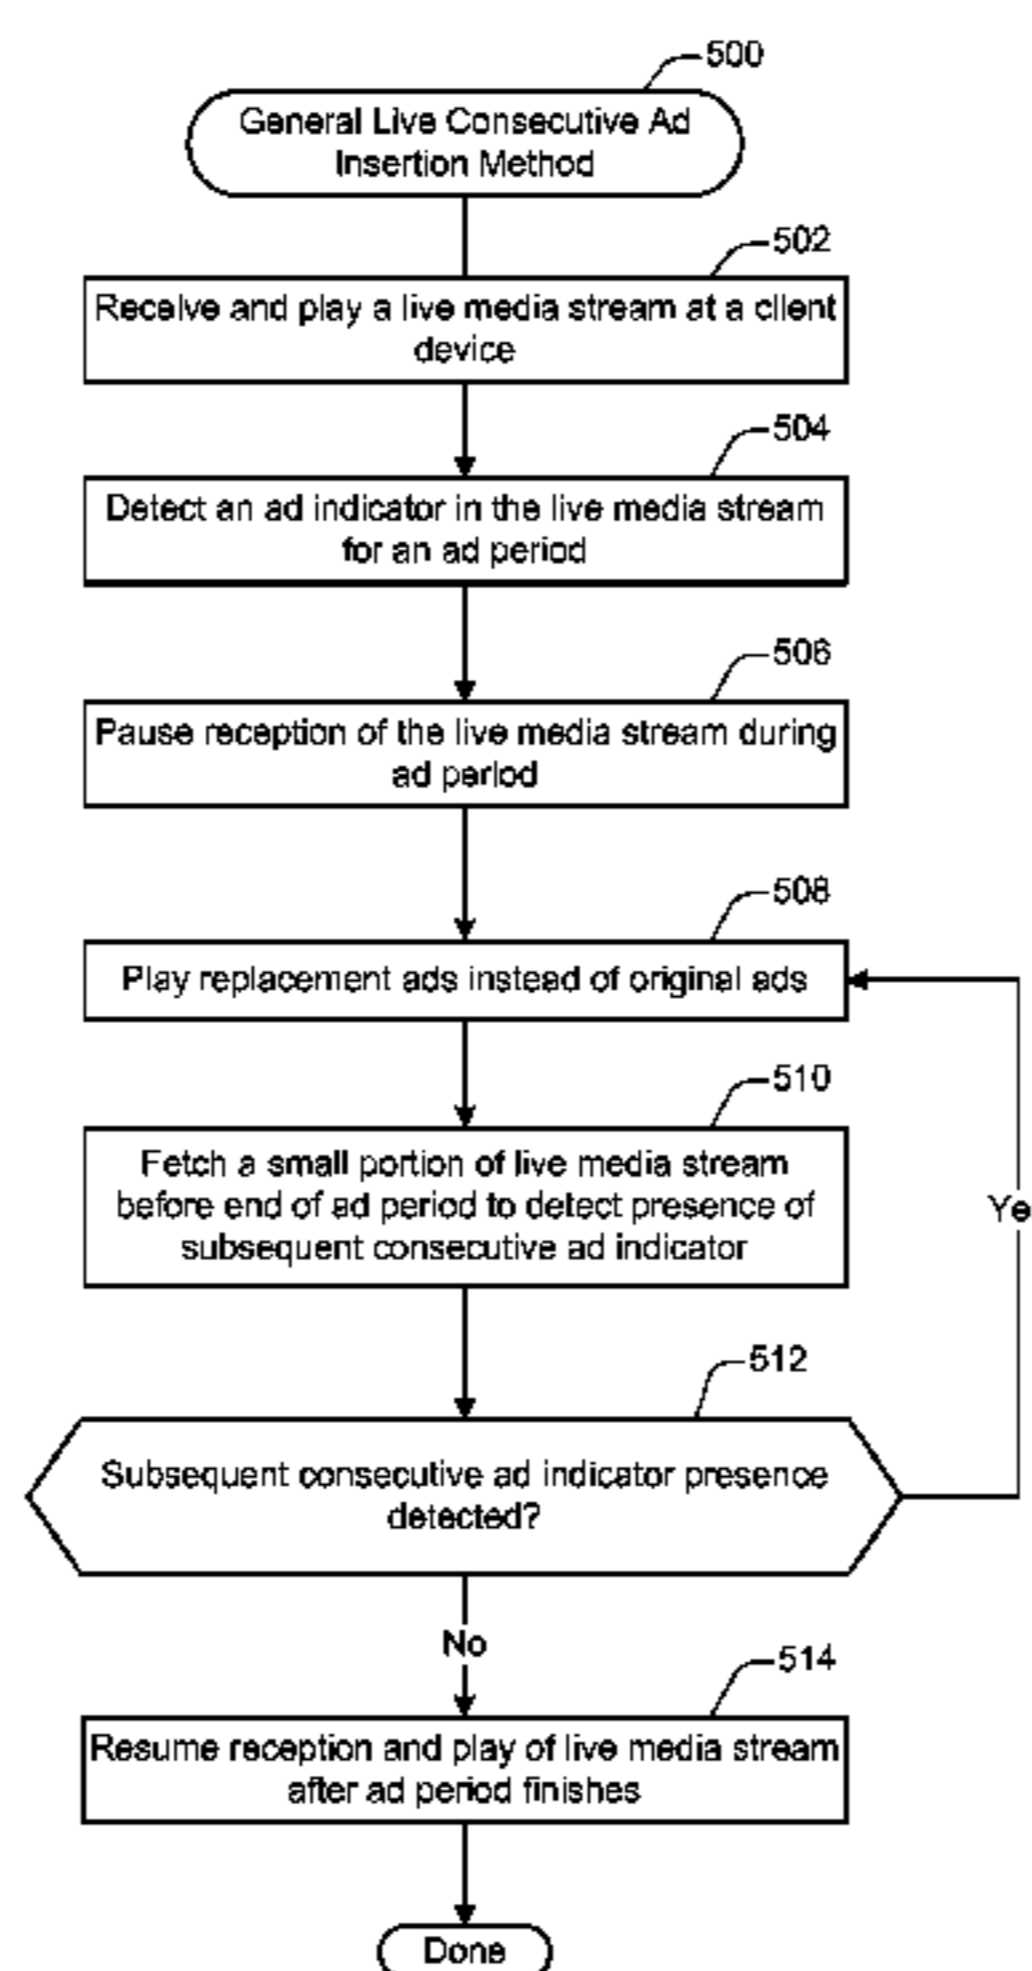 500
General Live Consecutive Ad
Insertion Method
502
Receive and play a live media stream at a client
device
504
Detect an ad indicator in the live media stream
for an ad period
506
Pause reception of the live media stream during
ad period
508
Play replacement ads instead of original ads
510
Fetch a small portion of live media stream
before end of ad period to detect presence of
subsequent consecutive ad indicator
Ye
512
Subsequent consecutive ad indicator presence
detected?
No
514
Resume reception and play of live media stream
after ad period finishes
Done